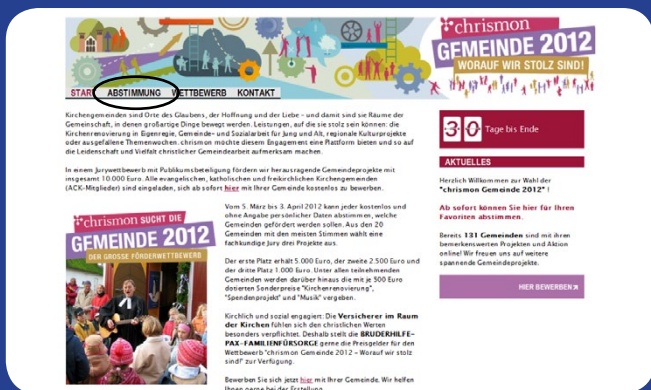 chrismon
GEMEINDE 2012
WORAUF WIR STOLZ SIND!
START ABSTIMMUNG WETTBEWERB KONTAKT
Kirchengemeinden sind Orte des Glaubens, der Hoffnung und der Liebe – und damit sind sie Räume der
Gemeinschaft, in denen großartige Dinge bewegt werden. Leistungen, auf die sie stolz sein können: die
Kirchenrenovierung in Eigenregie, Gemeinde- und Sozialarbeit für Jung und Alt, regionale Kulturprojekte
oder ausgefallene Themenwochen. chrismon möchte diesem Engagement eine Plattform bieten und so auf
die Leidenschaft und Vielfalt christlicher Gemeindearbeit aufmerksam machen.
In einem Jurywettbewerb mit Publikumsbeteiligung fördern wir herausragende Gemeindeprojekte mit
insgesamt 10.000 Euro. Alle evangelischen, katholischen und freikirchlichen Kirchengemeinden
(ACK-Mitglieder) sind eingeladen, sich ab sofort hier mit Ihrer Gemeinde kostenlos zu bewerben.
chrismon SUCHT DIE
GEMEINDE 2012
DER GROSSE FÖRDERWETTBEWERB
Vom 5. März bis 3. April 2012 kann jeder kostenlos und
ohne Angabe persönlicher Daten abstimmen, welche
Gemeinden gefördert werden sollen. Aus den 20
Gemeinden mit den meisten Stimmen wählt eine
fachkundige Jury drei Projekte aus.
Der erste Platz erhält 5.000 Euro, der zweite 2.500 Euro und
der dritte Platz 1.000 Euro. Unter allen teilnehmenden
Gemeinden werden darüber hinaus die mit je 500 Euro
dotierten Sonderpreise "Kirchenrenovierung",
"Spendenprojekt" und "Musik" vergeben.
Kirchlich und sozial engagiert: Die Versicherer im Raum
der Kirchen fühlen sich den christlichen Werten
besonders verpflichtet. Deshalb stellt die BRUDERHILFE-
PAX-FAMILIENFÜRSORGE gerne die Preisgelder für den
Wettbewerb "chrismon Gemeinde 2012 – Worauf wir stolz
sind!" zur Verfügung.
Bewerben Sie sich jetzt hier mit Ihrer Gemeinde. Wir helfen
Ihnen gerne bei der Erstellung
30 Tage bis Ende
AKTUELLES
Herzlich Willkommen zur Wahl der
"chrismon Gemeinde 2012" !
Ab sofort können Sie hier für Ihren
Favoriten abstimmen.
Bereits 131 Gemeinden sind mit ihren
bemerkenswerten Projekten und Aktion
online! Wir freuen uns auf weitere
spannende Gemeindeprojekte.
HIER BEWERBEN